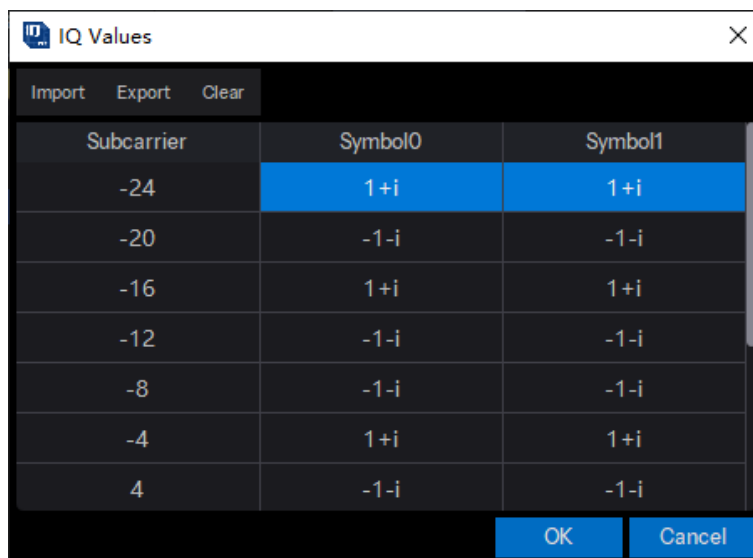 IQ Values
Import Export Clear
Subcarrier Symbol0 Symbol1
-24 1+i 1+i
-20 -1-i -1-i
-16 1+i 1+i
-12 -1-i -1-i
-8 -1-i -1-i
-4 1+i 1+i
4 -1-i -1-i
OK Cancel